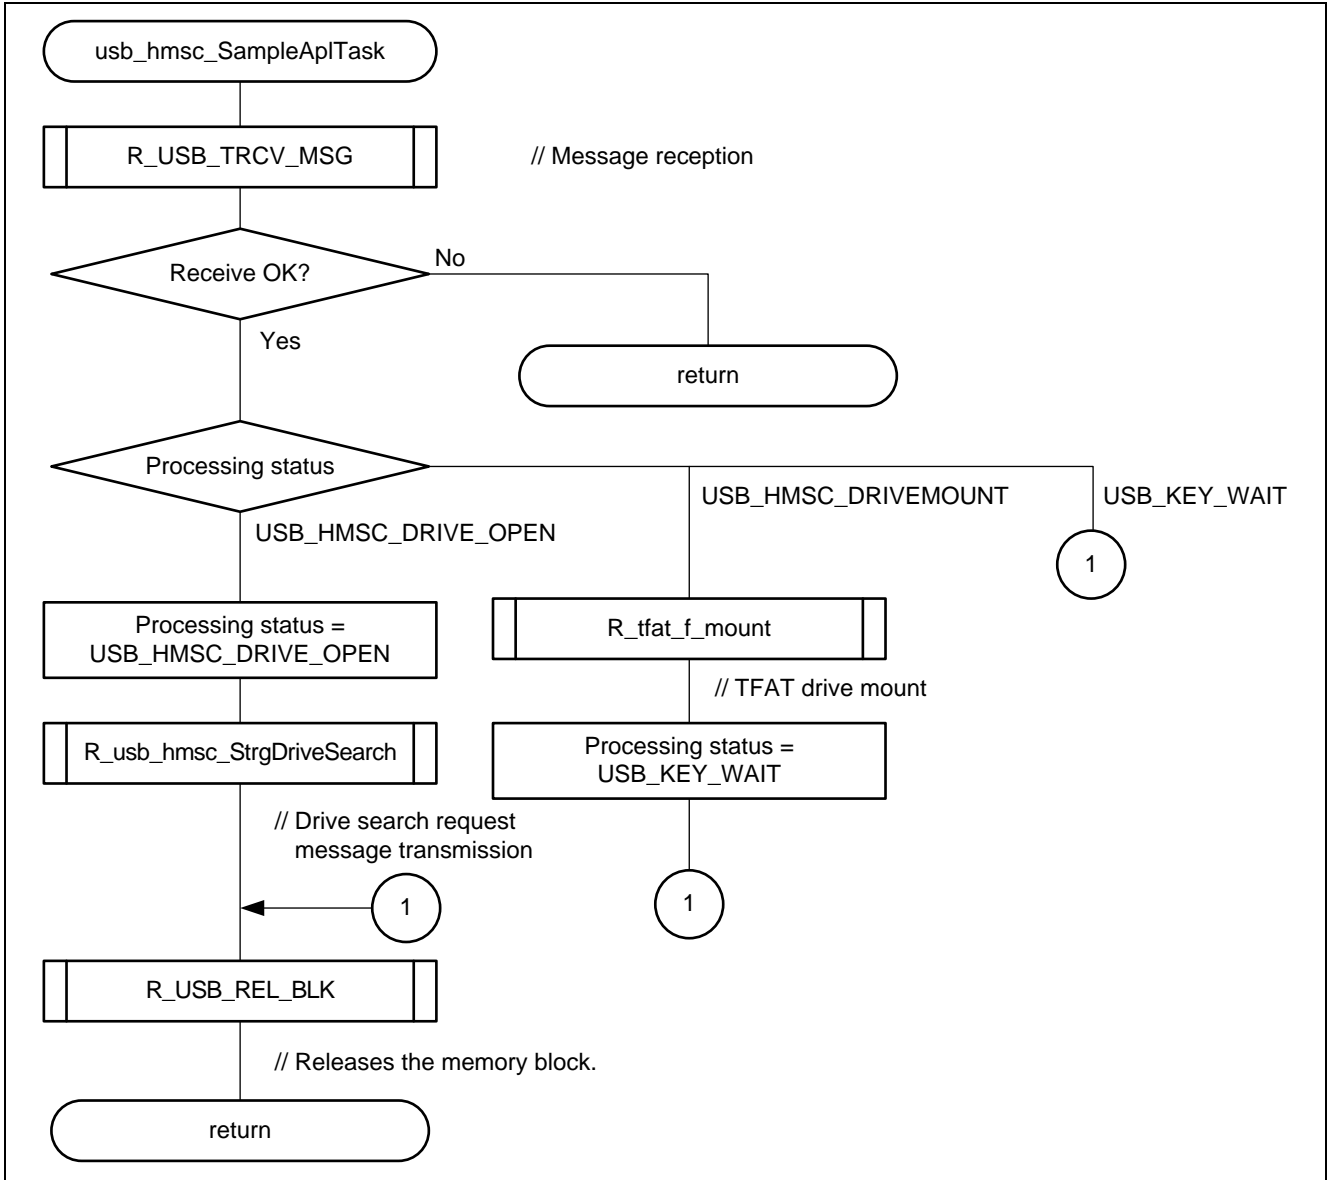 usb_hmsc_SampleAplTask
R_USB_TRCV_MSG
// Message reception
Receive OK?
No
Yes
return
Processing status
USB_HMSC_DRIVE_OPEN
USB_HMSC_DRIVEMOUNT
USB_KEY_WAIT
1
Processing status =
USB_HMSC_DRIVE_OPEN
R_tfat_f_mount
// TFAT drive mount
R_usb_hmsc_StrgDriveSearch
Processing status =
USB_KEY_WAIT
// Drive search request
message transmission
1
1
R_USB_REL_BLK
// Releases the memory block.
return